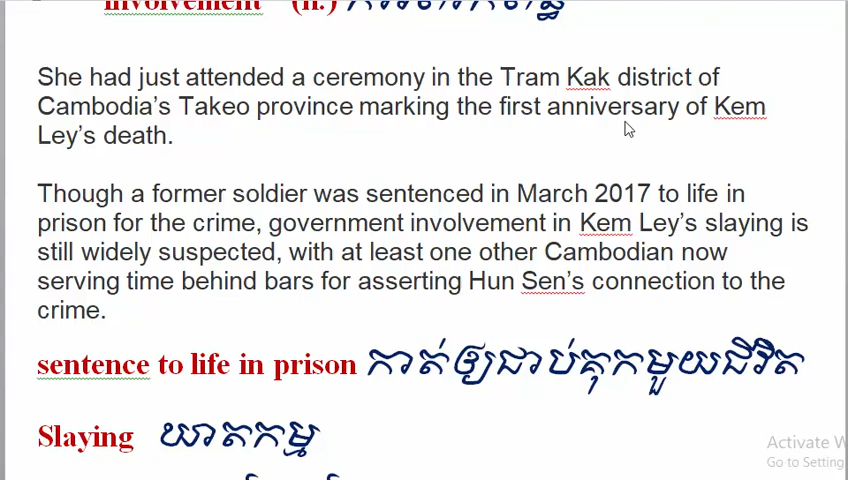 involvement (n.)
She had just attended a ceremony in the Tram Kak district of
Cambodia's Takeo province marking the first anniversary of Kem
Ley's death.
Though a former soldier was sentenced in March 2017 to life in
prison for the crime, government involvement in Kem Ley's slaying is
still widely suspected, with at least one other Cambodian now
serving time behind bars for asserting Hun Sen's connection to the
crime.
sentence to life in prison កាត់ឲ្យជាប់គុកមួយជីវិត
Slaying ឃាតកម្ម
Activate W
Go to Setting